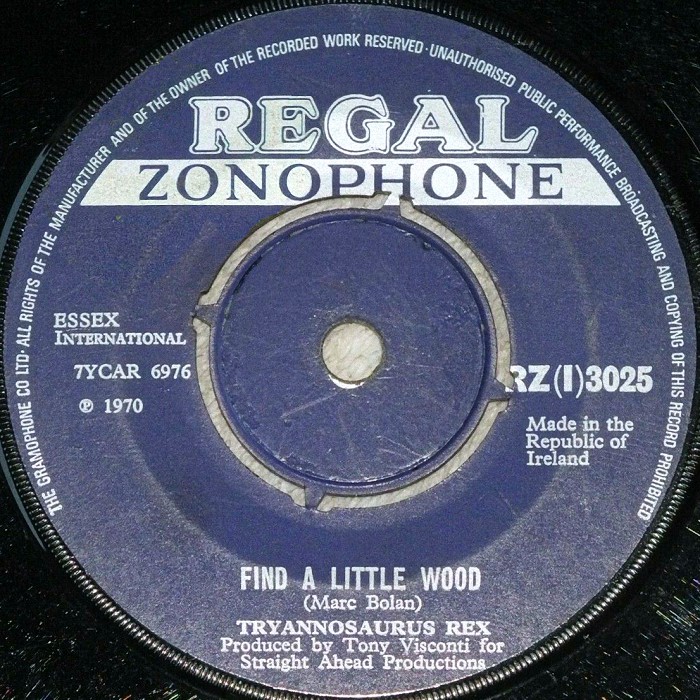 THE GRAMOPHONE CO LTD· ALL RIGHTS OF THE MANUFACTURER AND OF THE OWNER OF THE RECORDED WORK RESERVED · UNAUTHORISED PUBLIC PERFORMANCE BROADCASTING AND COPYING OF THIS RECORD PROHIBITED
REGAL
ZONOPHONE
ESSEX
INTERNATIONAL
7YCAR 6976
℗ 1970
RZ(I)3025
Made in the
Republic of
Ireland
FIND A LITTLE WOOD
(Marc Bolan)
TRYANNOSAURUS REX
Produced by Tony Visconti for
Straight Ahead Productions